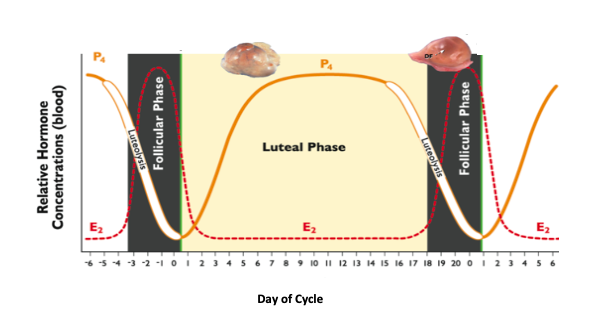 P4
DF
P4
Follicular Phase
Follicular Phase
Luteolysis
Luteal Phase
Luteolysis
Relative Hormone
Concentrations (blood)
E2
E2
E2
-6 -5 -4 -3 -2 -1 0 1 2 3 4 5 6 7 8 9 10 11 12 13 14 15 16 17 18 19 20 0 1 2 3 4 5 6
Day of Cycle